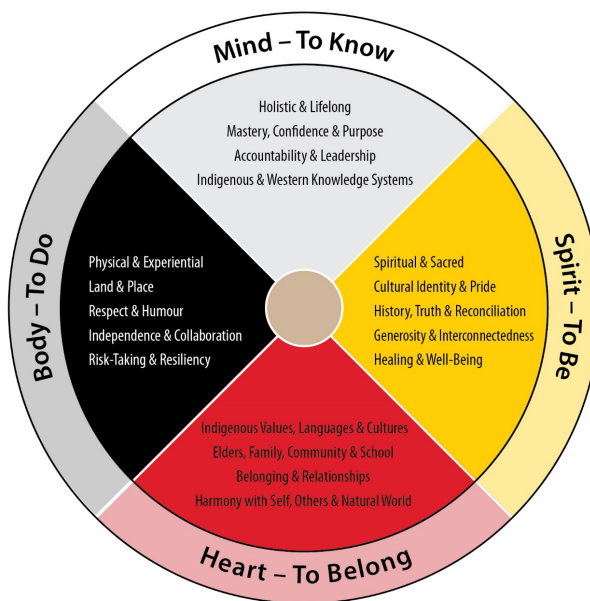 Mind – To Know
Holistic & Lifelong
Mastery, Confidence & Purpose
Accountability & Leadership
Indigenous & Western Knowledge Systems
Body – To Do
Physical & Experiential
Land & Place
Respect & Humour
Independence & Collaboration
Risk-Taking & Resiliency
Spiritual & Sacred
Cultural Identity & Pride
History, Truth & Reconciliation
Generosity & Interconnectedness
Healing & Well-Being
Spirit – To Be
Indigenous Values, Languages & Cultures
Elders, Family, Community & School
Belonging & Relationships
Harmony with Self, Others & Natural World
Heart – To Belong